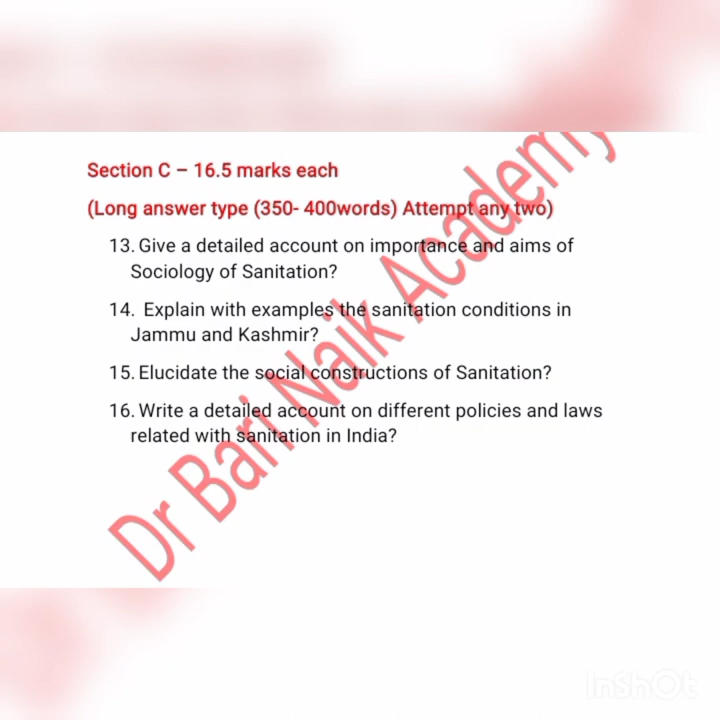 Section C – 16.5 marks each
(Long answer type (350- 400words) Attempt any two)
13. Give a detailed account on importance and aims of
Sociology of Sanitation?
14. Explain with examples the sanitation conditions in
Jammu and Kashmir?
15. Elucidate the social constructions of Sanitation?
16. Write a detailed account on different policies and laws
related with sanitation in India?
Dr Bari Naik Academy
InShOt